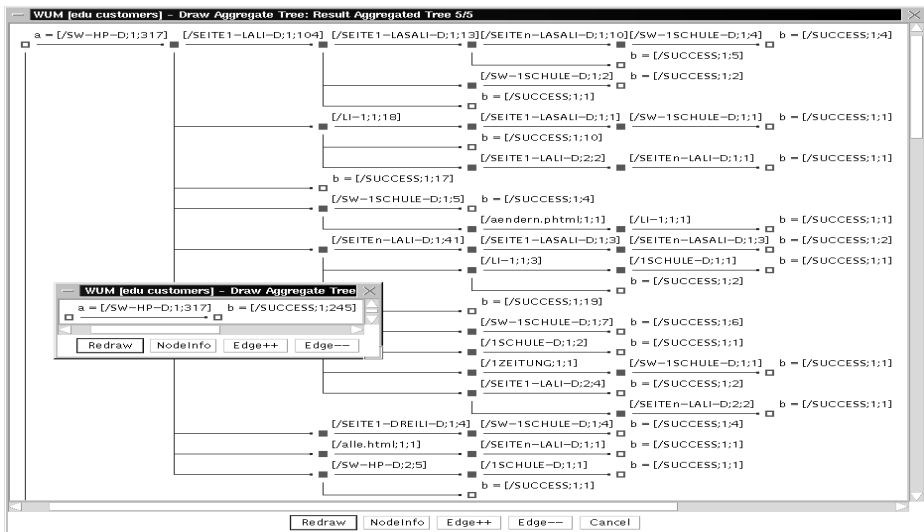 WUM [edu customers] – Draw Aggregate Tree: Result Aggregated Tree 5/5
a = [/SW-HP-D;1;317] [/SEITE1-LALI-D;1;104] [/SEITE1-LASALI-D;1;13] [/SEITEn-LASALI-D;1;10] [/SW-1SCHULE-D;1;4] b = [/SUCCESS;1;4]
b = [/SUCCESS;1;5]
[/SW-1SCHULE-D;1;2] b = [/SUCCESS;1;2]
b = [/SUCCESS;1;1]
[/LI-1;1;18] [/SEITE1-LASALI-D;1;1] [/SW-1SCHULE-D;1;1] b = [/SUCCESS;1;1]
b = [/SUCCESS;1;10]
[/SEITE1-LALI-D;2;2] [/SEITEn-LALI-D;1;1] b = [/SUCCESS;1;1]
b = [/SUCCESS;1;17]
[/SW-1SCHULE-D;1;5] b = [/SUCCESS;1;4]
[/aendern.phtml;1;1] [/LI-1;1;1] b = [/SUCCESS;1;1]
[/SEITEn-LALI-D;1;41] [/SEITE1-LASALI-D;1;3] [/SEITEn-LASALI-D;1;3] b = [/SUCCESS;1;2]
[/LI-1;1;3] [/1SCHULE-D;1;1] b = [/SUCCESS;1;1]
b = [/SUCCESS;1;2]
WUM [edu customers] – Draw Aggregate Tree
a = [/SW-HP-D;1;317] b = [/SUCCESS;1;245]
Redraw NodeInfo Edge++ Edge--
b = [/SUCCESS;1;19]
[/SW-1SCHULE-D;1;7] b = [/SUCCESS;1;6]
[/1SCHULE-D;1;2] b = [/SUCCESS;1;1]
[/1ZEITUNG;1;1] [/SW-1SCHULE-D;1;1] b = [/SUCCESS;1;1]
[/SEITE1-LALI-D;2;4] b = [/SUCCESS;1;2]
[/SEITEn-LALI-D;2;2] b = [/SUCCESS;1;1]
[/SEITE1-DREILI-D;1;4] [/SW-1SCHULE-D;1;4] b = [/SUCCESS;1;4]
[/alle.html;1;1] [/SEITEn-LALI-D;1;1] b = [/SUCCESS;1;1]
[/SW-HP-D;2;5] [/1SCHULE-D;1;1] b = [/SUCCESS;1;1]
b = [/SUCCESS;1;1]
Redraw NodeInfo Edge++ Edge-- Cancel